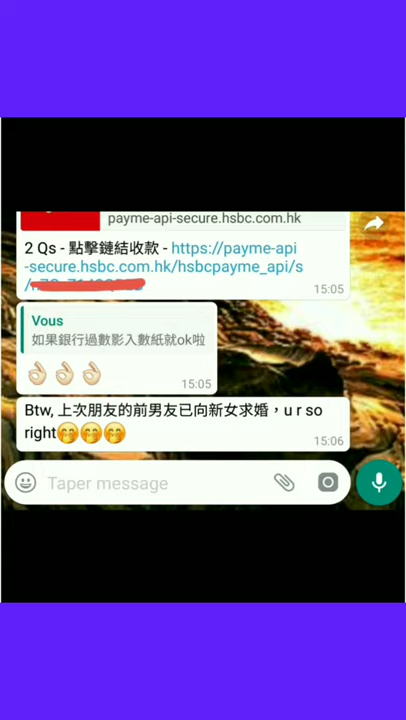 payme-api-secure.hsbc.com.hk
2 Qs - 點擊鏈結收款 - https://payme-api
-secure.hsbc.com.hk/hsbcpayme_api/s
15:05
Vous
如果銀行過數影入數紙就ok啦
👌🏻👌🏻👌🏻
15:05
Btw, 上次朋友的前男友已向新女求婚，u r so
right🤭🤭🤭
15:06
Taper message